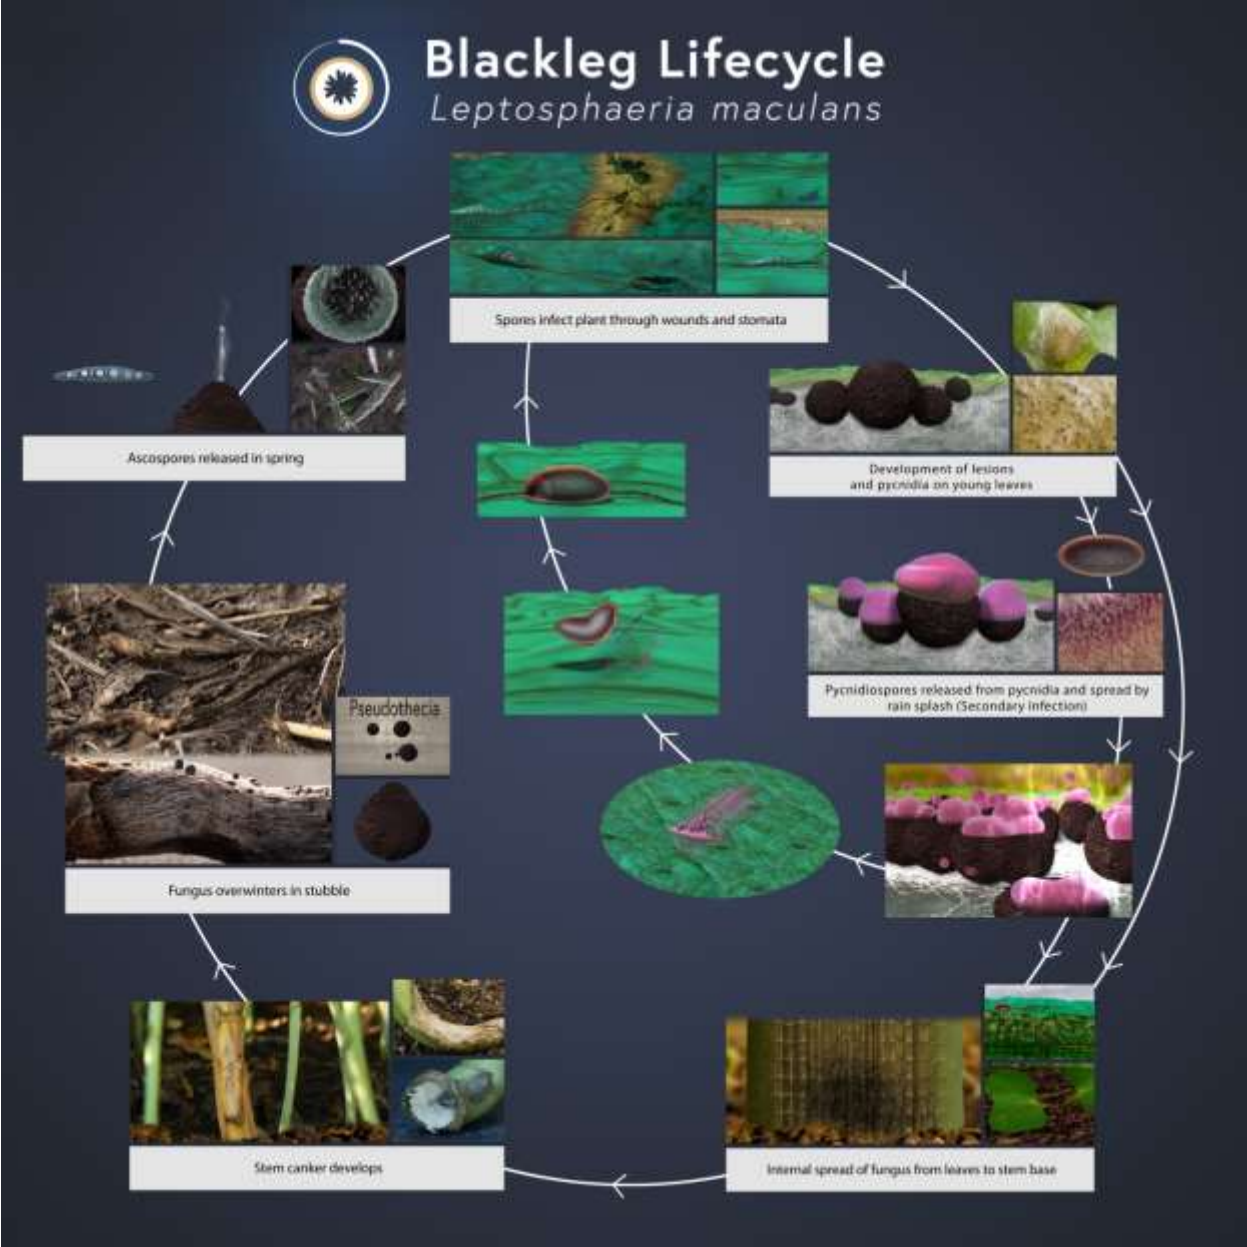 Blackleg Lifecycle
Leptosphaeria maculans
Spores infect plant through wounds and stomata
Development of lesions
and pycnidia on young leaves
Pycnidiospores released from pycnidia and spread by
rain splash (Secondary infection)
Internal spread of fungus from leaves to stem base
Stem canker develops
Fungus overwinters in stubble
Pseudothecia
Ascospores released in spring